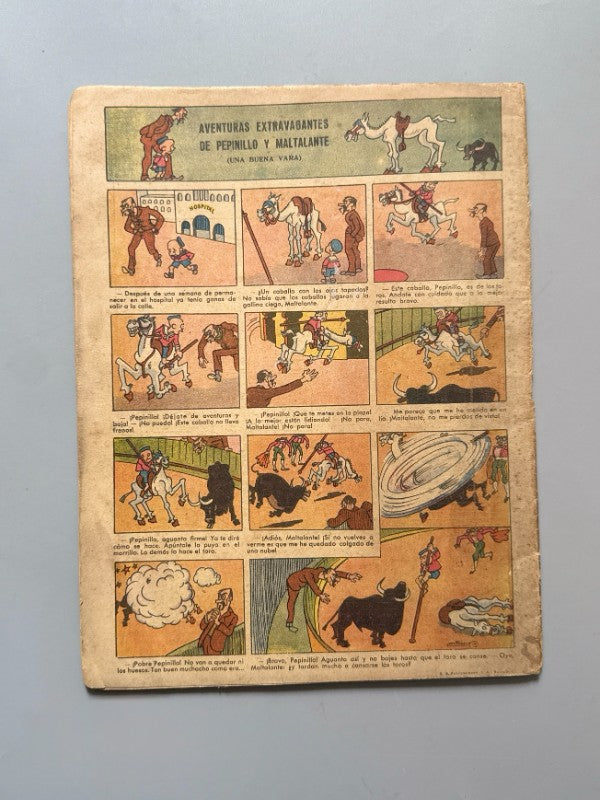 AVENTURAS EXTRAVAGANTES
DE PEPINILLO Y MALTALANTE
(UNA BUENA VARA)
HOSPITAL
— Después de una semana de perma-
necer en el hospital ya tenía ganas de
salir a la calle.
— ¡Un caballo con los ojos tapados?
No sabía que los caballos jugaran a la
gallina ciega, Maltalante.
— Este caballo, Pepinillo, es de los to-
ros. Andate con cuidado que a lo mejor
resulta bravo.
— ¡Pepinillo! ¡Déjate de aventuras y
baja! — ¡No puedo! ¡Este caballo no lleva
frenos!
— ¡Pepinillo! ¡Que te metes en la plaza!
¡A lo mejor están lidiando! — ¡No para,
Maltalante! ¡No para!
— Me parece que me he metido en un
lío. ¡Maltalante, no me pierdas de vista!
— ¡Pepinillo, aguanta firme! Ya te diré
cómo se hace. Apúntale la puya en el
morrillo. Lo demás lo hace el toro.
— ¡Adiós, Maltalante! ¡Si no vuelves a
verme es que me he quedado colgado de
una nube!
— ¡Pobre Pepinillo! No van a quedar ni
los huesos. Tan buen muchacho como era...
— ¡Bravo, Pepinillo! Aguanta así y no bajes hasta que el toro se canse. — Oye,
Maltalante: ¿y tardan mucho a cansarse los toros?